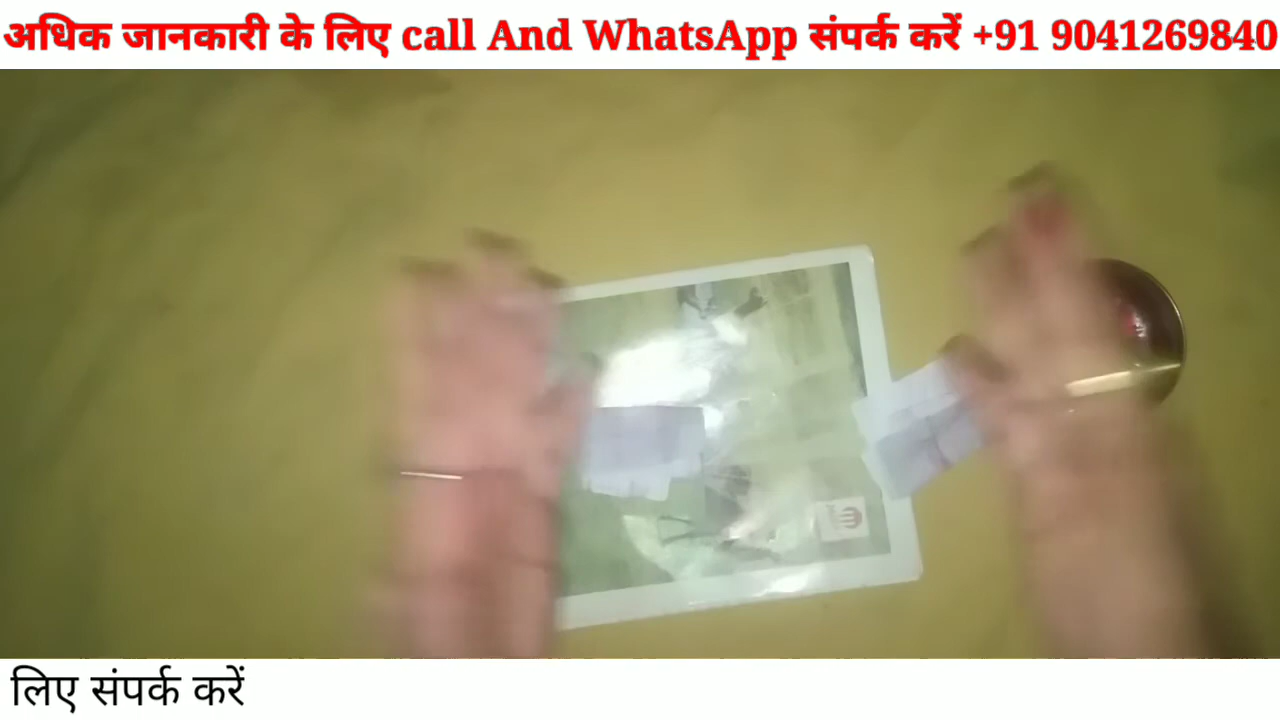 अधिक जानकारी के लिए call And WhatsApp संपर्क करें +91 9041269840
लिए संपर्क करें